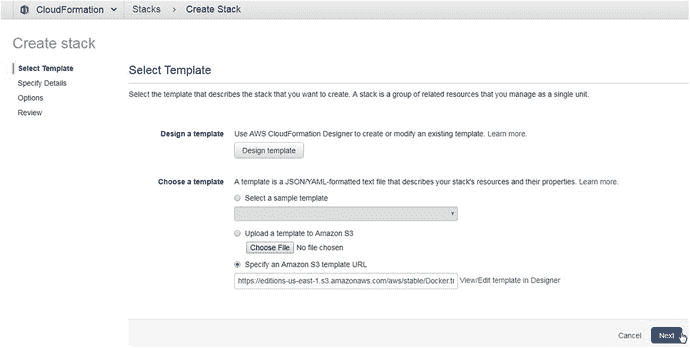 CloudFormation Stacks > Create Stack
Create stack
Select Template
Specify Details
Options
Review
Select Template
Select the template that describes the stack that you want to create. A stack is a group of related resources that you manage as a single unit.
Design a template Use AWS CloudFormation Designer to create or modify an existing template. Learn more.
Design template
Choose a template A template is a JSON/YAML-formatted text file that describes your stack's resources and their properties. Learn more.
Select a sample template
Upload a template to Amazon S3
Choose File No file chosen
Specify an Amazon S3 template URL
https://editions-us-east-1.s3.amazonaws.com/aws/stable/Docker.t View/Edit template in Designer
Cancel Next